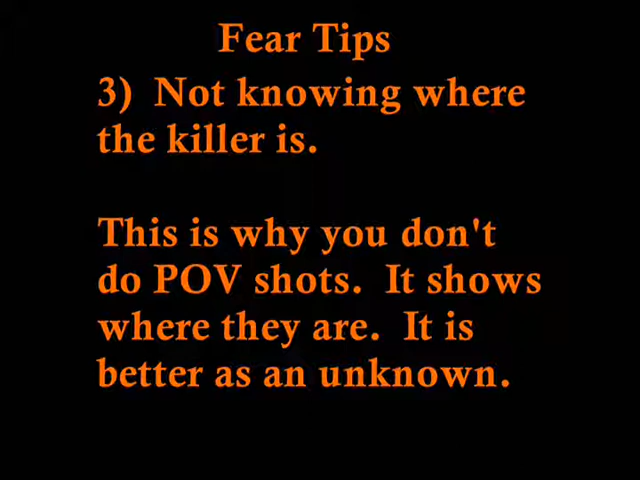 Fear Tips
3)  Not knowing where
the killer is.
This is why you don't
do POV shots.  It shows
where they are.  It is
better as an unknown.